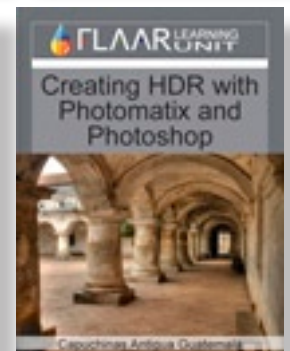 FLAAR LEARNING
UNIT
Creating HDR with
Photomatix and
Photoshop
Capuchinas Antigua Guatemala